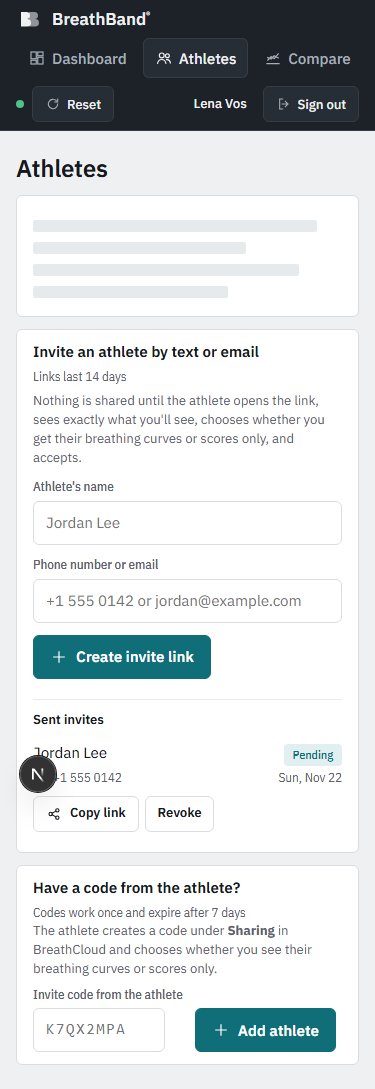 BreathBand®
Dashboard
Athletes
Compare
Reset
Lena Vos
Sign out
Athletes
Invite an athlete by text or email
Links last 14 days
Nothing is shared until the athlete opens the link,
sees exactly what you'll see, chooses whether you
get their breathing curves or scores only, and
accepts.
Athlete's name
Jordan Lee
Phone number or email
+1 555 0142 or jordan@example.com
Create invite link
Sent invites
Jordan Lee
Pending
N
+1 555 0142
Sun, Nov 22
Copy link
Revoke
Have a code from the athlete?
Codes work once and expire after 7 days
The athlete creates a code under Sharing in
BreathCloud and chooses whether you see their
breathing curves or scores only.
Invite code from the athlete
K7QX2MPA
Add athlete